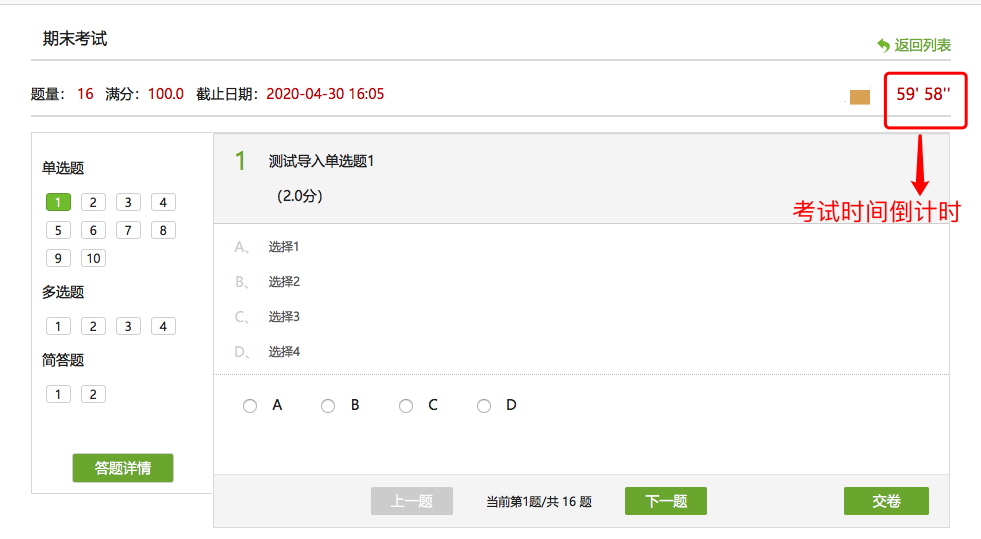 期末考试
返回列表
题量： 16 满分：100.0 截止日期：2020-04-30 16:05
59' 58''
考试时间倒计时
单选题
1 2 3 4
5 6 7 8
9 10
多选题
1 2 3 4
简答题
1 2
答题详情
1 测试导入单选题1
（2.0分）
A、 选择1
B、 选择2
C、 选择3
D、 选择4
A B C D
上一题 当前第1题/共 16 题 下一题 交卷